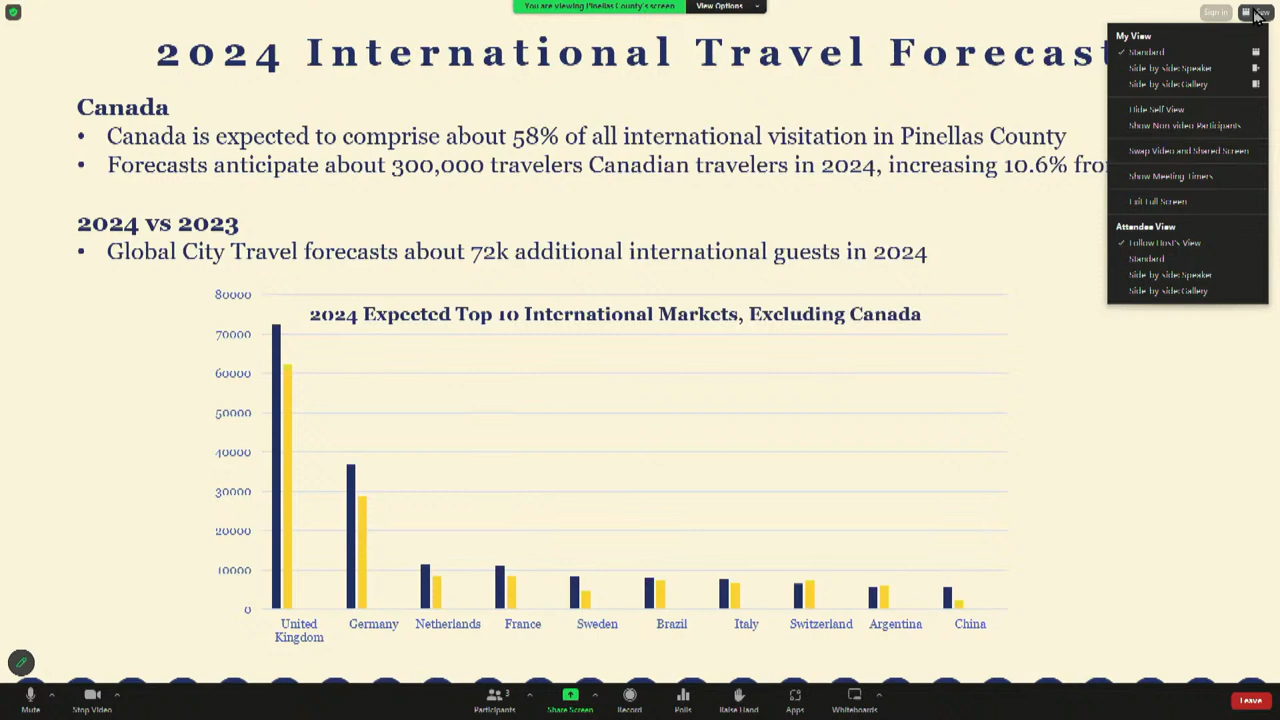 You are viewing Pinellas County's screen
View Options
Sign in
View
2024 International Travel Forecast
Canada
• Canada is expected to comprise about 58% of all international visitation in Pinellas County
• Forecasts anticipate about 300,000 travelers Canadian travelers in 2024, increasing 10.6% fro
2024 vs 2023
• Global City Travel forecasts about 72k additional international guests in 2024
My View
✓ Standard
Side by side: Speaker
Side by side: Gallery
Hide Self View
Show Non video Participants
Swap Video and Shared Screen
Show Meeting Timers
Exit Full Screen
Attendee View
✓ Follow Host's View
Standard
Side by side: Speaker
Side by side: Gallery
2024 Expected Top 10 International Markets, Excluding Canada
80000
70000
60000
50000
40000
30000
20000
10000
0
United Kingdom
Germany
Netherlands
France
Sweden
Brazil
Italy
Switzerland
Argentina
China
Mute
Stop Video
3
Participants
Share Screen
Record
Polls
Raise Hand
Apps
Whiteboards
Leave